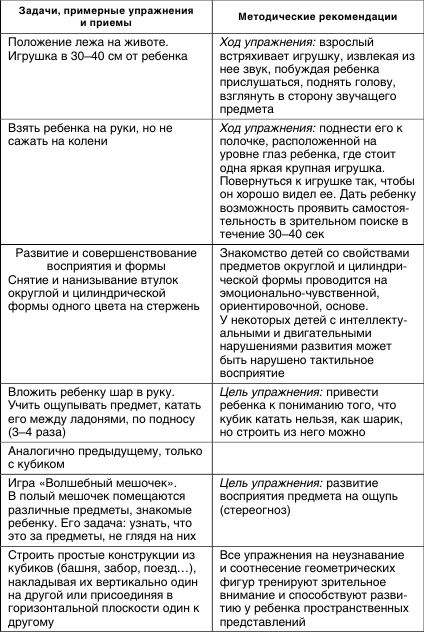 Задачи, примерные упражнения
и приемы
Методические рекомендации
Положение лежа на животе.
Игрушка в 30–40 см от ребенка
Ход упражнения: взрослый
встряхивает игрушку, извлекая из
нее звук, побуждая ребенка
прислушаться, поднять голову,
взглянуть в сторону звучащего
предмета
Взять ребенка на руки, но не
сажать на колени
Ход упражнения: поднести его к
полочке, расположенной на
уровне глаз ребенка, где стоит
одна яркая крупная игрушка.
Повернуться к игрушке так, чтобы
он хорошо видел ее. Дать ребенку
возможность проявить самостоя-
тельность в зрительном поиске в
течение 30–40 сек
Развитие и совершенствование
восприятия и формы
Снятие и нанизывание втулок
округлой и цилиндрической
формы одного цвета на стержень
Знакомство детей со свойствами
предметов округлой и цилиндри-
ческой формы проводится на
эмоционально-чувственной,
ориентировочной, основе.
У некоторых детей с интеллекту-
альными и двигательными
нарушениями развития может
быть нарушено тактильное
восприятие
Вложить ребенку шар в руку.
Учить ощупывать предмет, катать
его между ладонями, по подносу
(3–4 раза)
Цель упражнения: привести
ребенка к пониманию того, что
кубик катать нельзя, как шарик,
но строить из него можно
Аналогично предыдущему, только
с кубиком
Игра «Волшебный мешочек».
В полый мешочек помещаются
различные предметы, знакомые
ребенку. Его задача: узнать, что
это за предметы, не глядя на них
Цель упражнения: развитие
восприятия предмета на ощупь
(стереогноз)
Строить простые конструкции из
кубиков (башня, забор, поезд...),
накладывая их вертикально один
на другой или присоединяя в
горизонтальной плоскости один к
другому
Все упражнения на неузнавание
и соотнесение геометрических
фигур тренируют зрительное
внимание и способствуют разви-
тию у ребенка пространственных
представлений